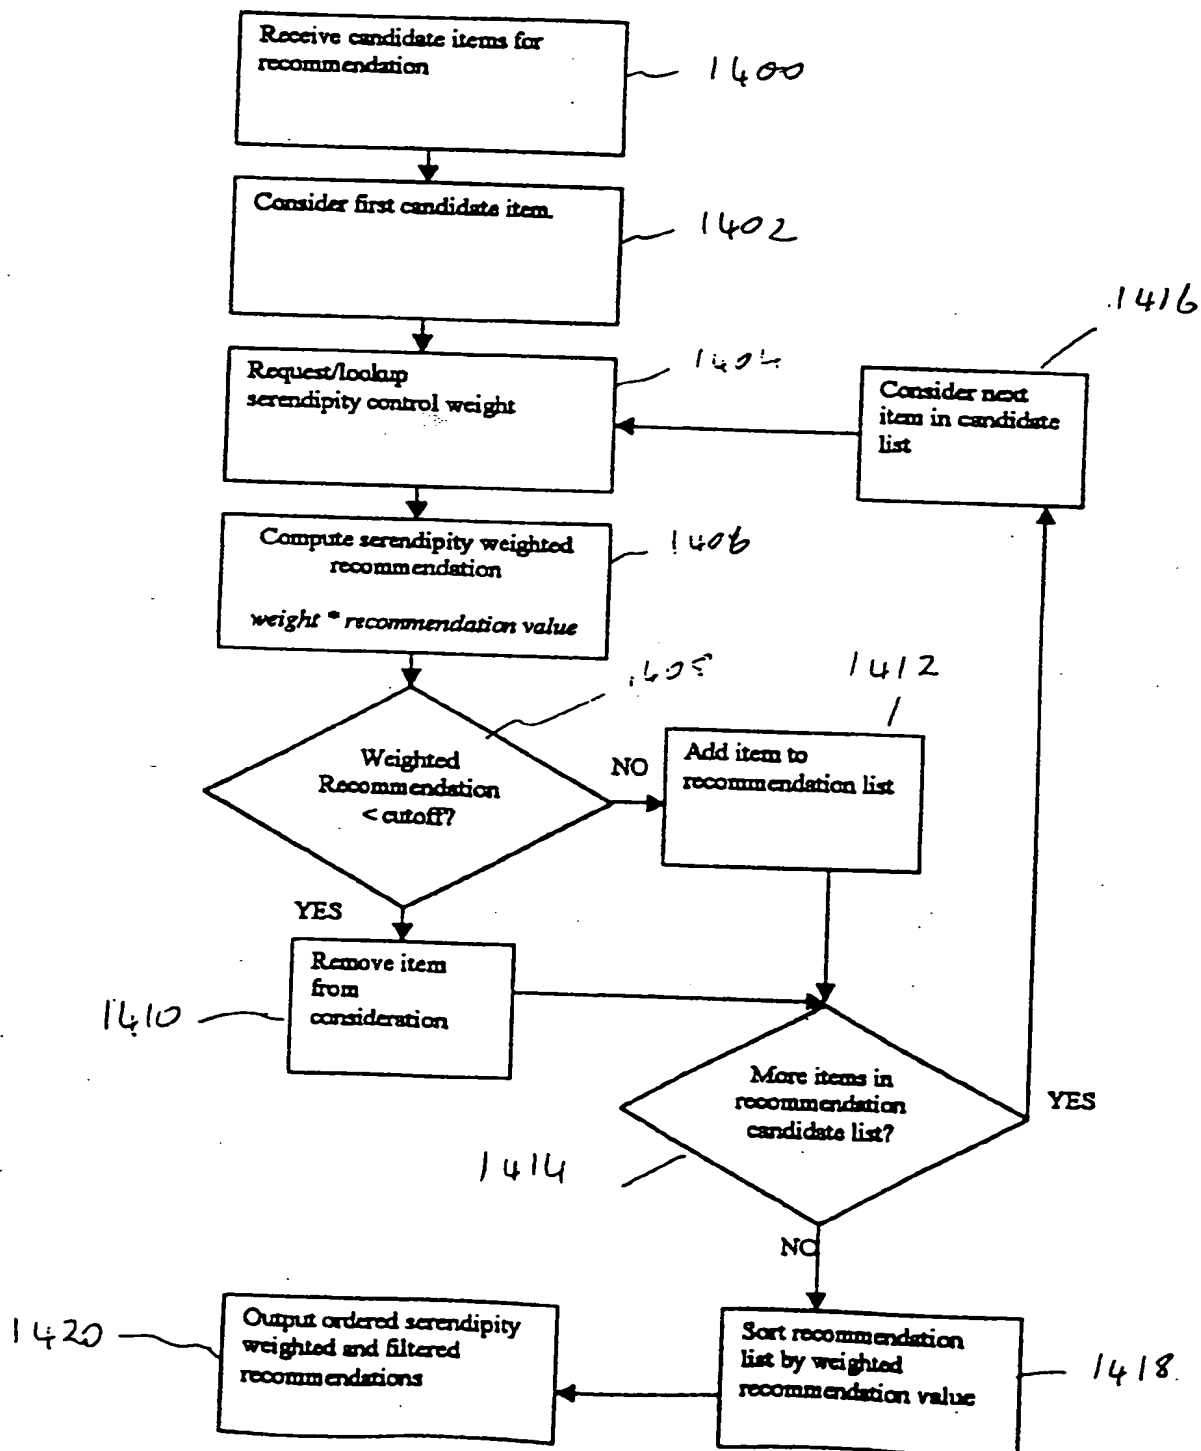 Receive candidate items for
recommendation
1400
Consider first candidate item.
1402
1416
Request/lookup
serendipity control weight
Consider next
item in candidate
list
Compute serendipity weighted
recommendation
weight * recommendation value
1406
Weighted
Recommendation
< cutoff?
NO
1412
Add item to
recommendation list
YES
Remove item
from
consideration
1410
More items in
recommendation
candidate list?
YES
1414
NO
Output ordered serendipity
weighted and filtered
recommendations
1420
Sort recommendation
list by weighted
recommendation value
1418